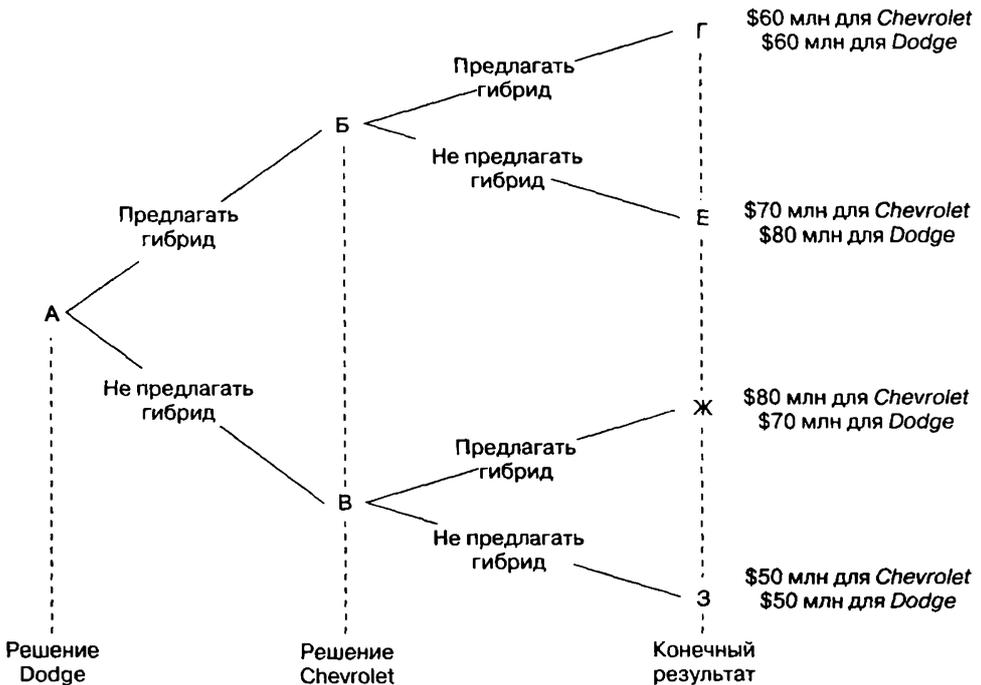 $60 млн для Chevrolet
$60 млн для Dodge
Г
Предлагать
гибрид
Б
Не предлагать
гибрид
Е
$70 млн для Chevrolet
$80 млн для Dodge
Предлагать
гибрид
А
Не предлагать
гибрид
Ж
$80 млн для Chevrolet
$70 млн для Dodge
Предлагать
гибрид
В
Не предлагать
гибрид
З
$50 млн для Chevrolet
$50 млн для Dodge
Решение
Dodge
Решение
Chevrolet
Конечный
результат